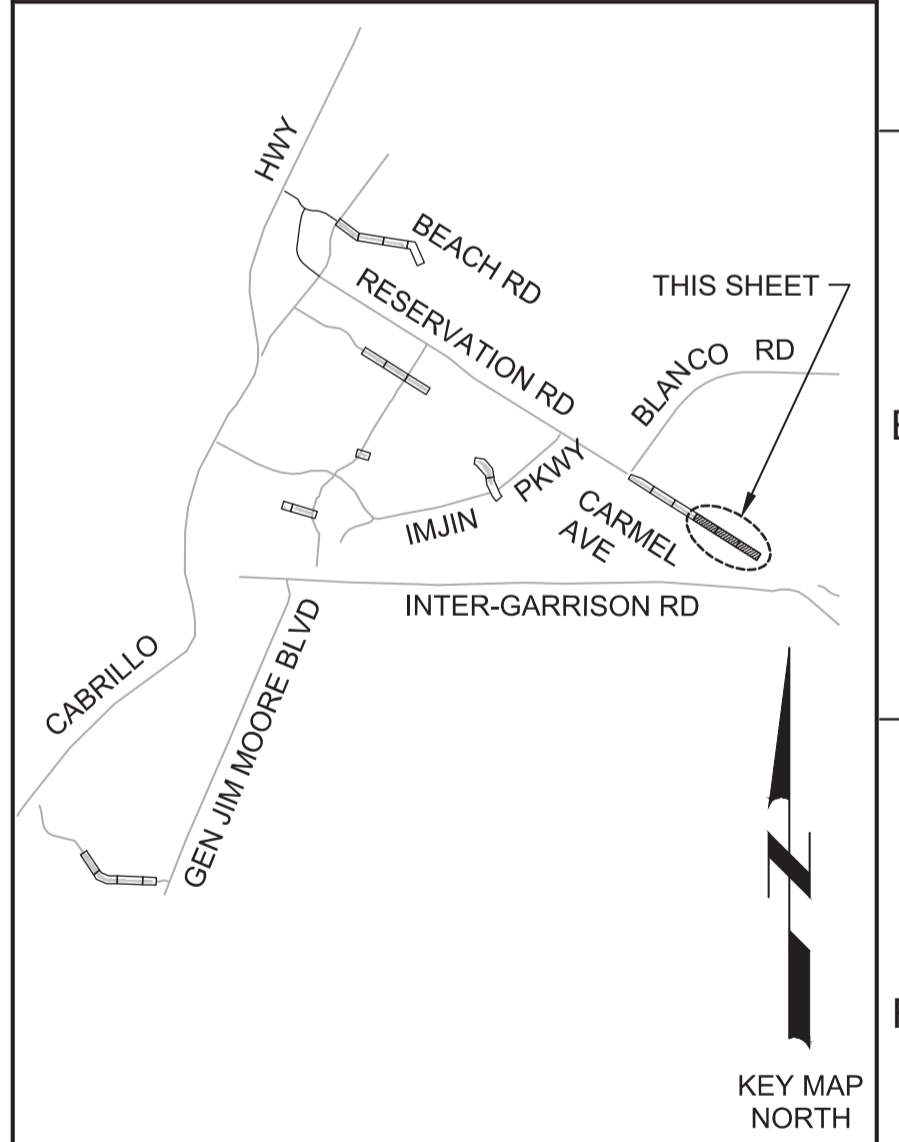 HWY
BEACH RD
RESERVATION RD
THIS SHEET
BLANCO RD
IMJIN PKWY
CARMEL
AVE
INTER-GARRISON RD
CABRILLO
GEN JIM MOORE BLVD
N
KEY MAP
NORTH